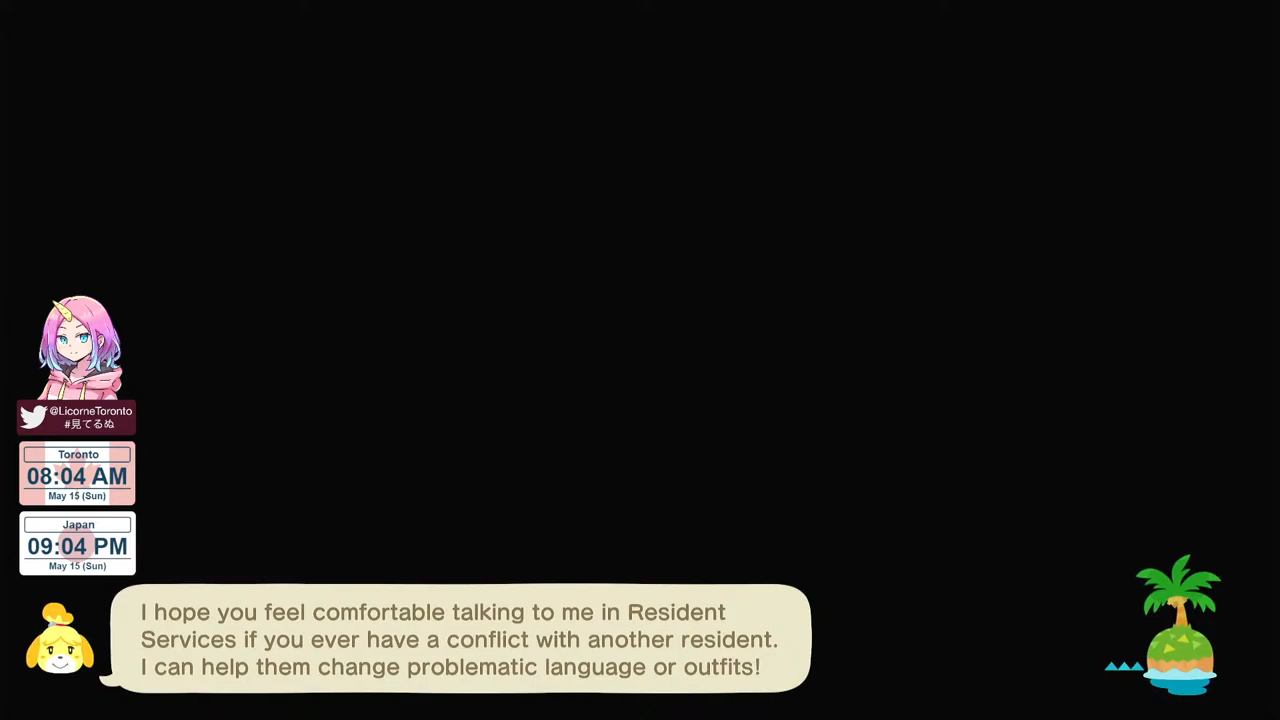 @LicorneToronto
#見てるぬ
Toronto
08:04 AM
May 15 (Sun)
Japan
09:04 PM
May 15 (Sun)
I hope you feel comfortable talking to me in Resident
Services if you ever have a conflict with another resident.
I can help them change problematic language or outfits!